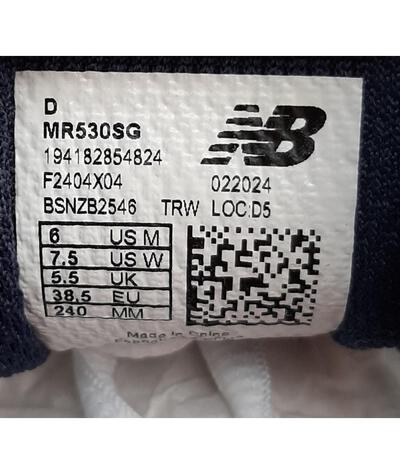 D
MR530SG
NB
194182854824
F2404X04 022024
BSNZB2546 TRW LOC:D5
6 US M
7.5 US W
5.5 UK
38.5 EU
240 MM
Made in China